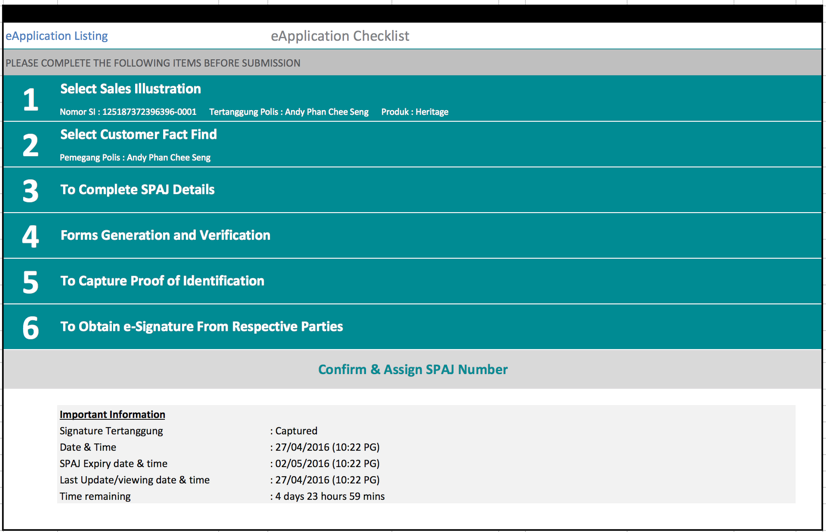 eApplication Listing eApplication Checklist
PLEASE COMPLETE THE FOLLOWING ITEMS BEFORE SUBMISSION
1 Select Sales Illustration
Nomor SI : 125187372396396-0001 Tertanggung Polis : Andy Phan Chee Seng Produk : Heritage
2 Select Customer Fact Find
Pemegang Polis : Andy Phan Chee Seng
3 To Complete SPAJ Details
4 Forms Generation and Verification
5 To Capture Proof of Identification
6 To Obtain e-Signature From Respective Parties
Confirm & Assign SPAJ Number
Important Information
Signature Tertanggung : Captured
Date & Time : 27/04/2016 (10:22 PG)
SPAJ Expiry date & time : 02/05/2016 (10:22 PG)
Last Update/viewing date & time : 27/04/2016 (10:22 PG)
Time remaining : 4 days 23 hours 59 mins